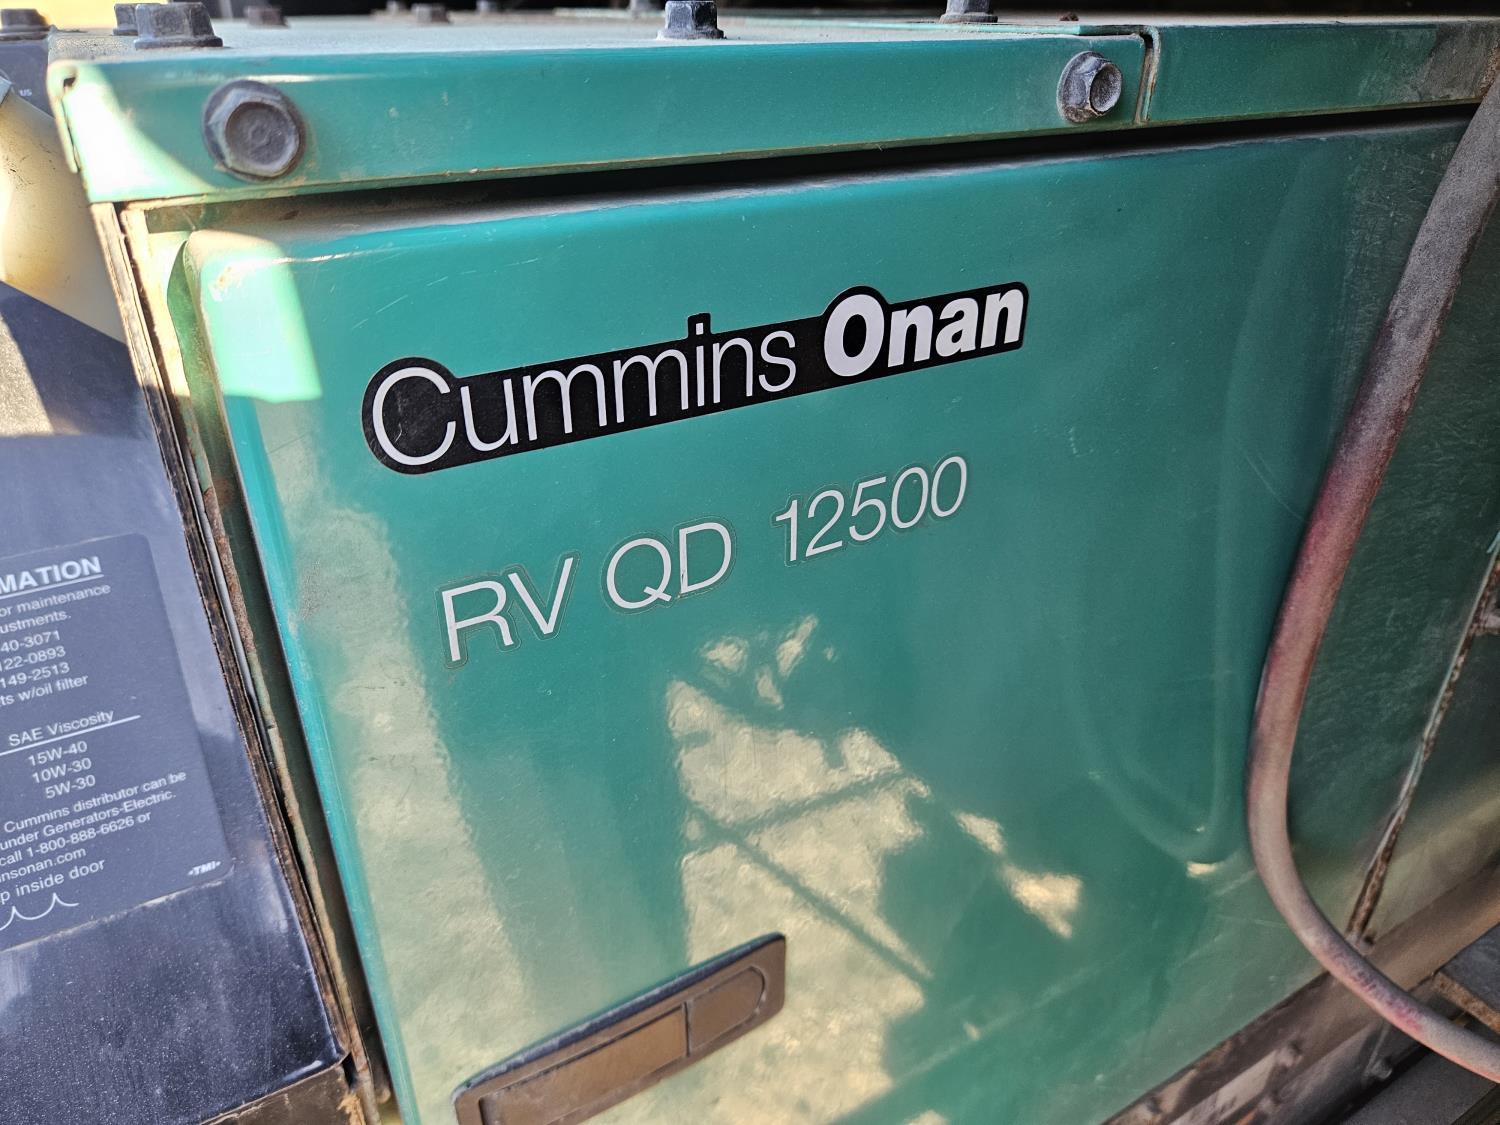 Cummins Onan
RV QD 12500
MATION
or maintenance
ustments.
40-3071
122-0893
149-2513
ts w/oil filter
SAE Viscosity
15W-40
10W-30
5W-30
Cummins distributor can be
under Generators-Electric.
call 1-800-888-6626 or
nsonan.com
p inside door
-TMI-
US